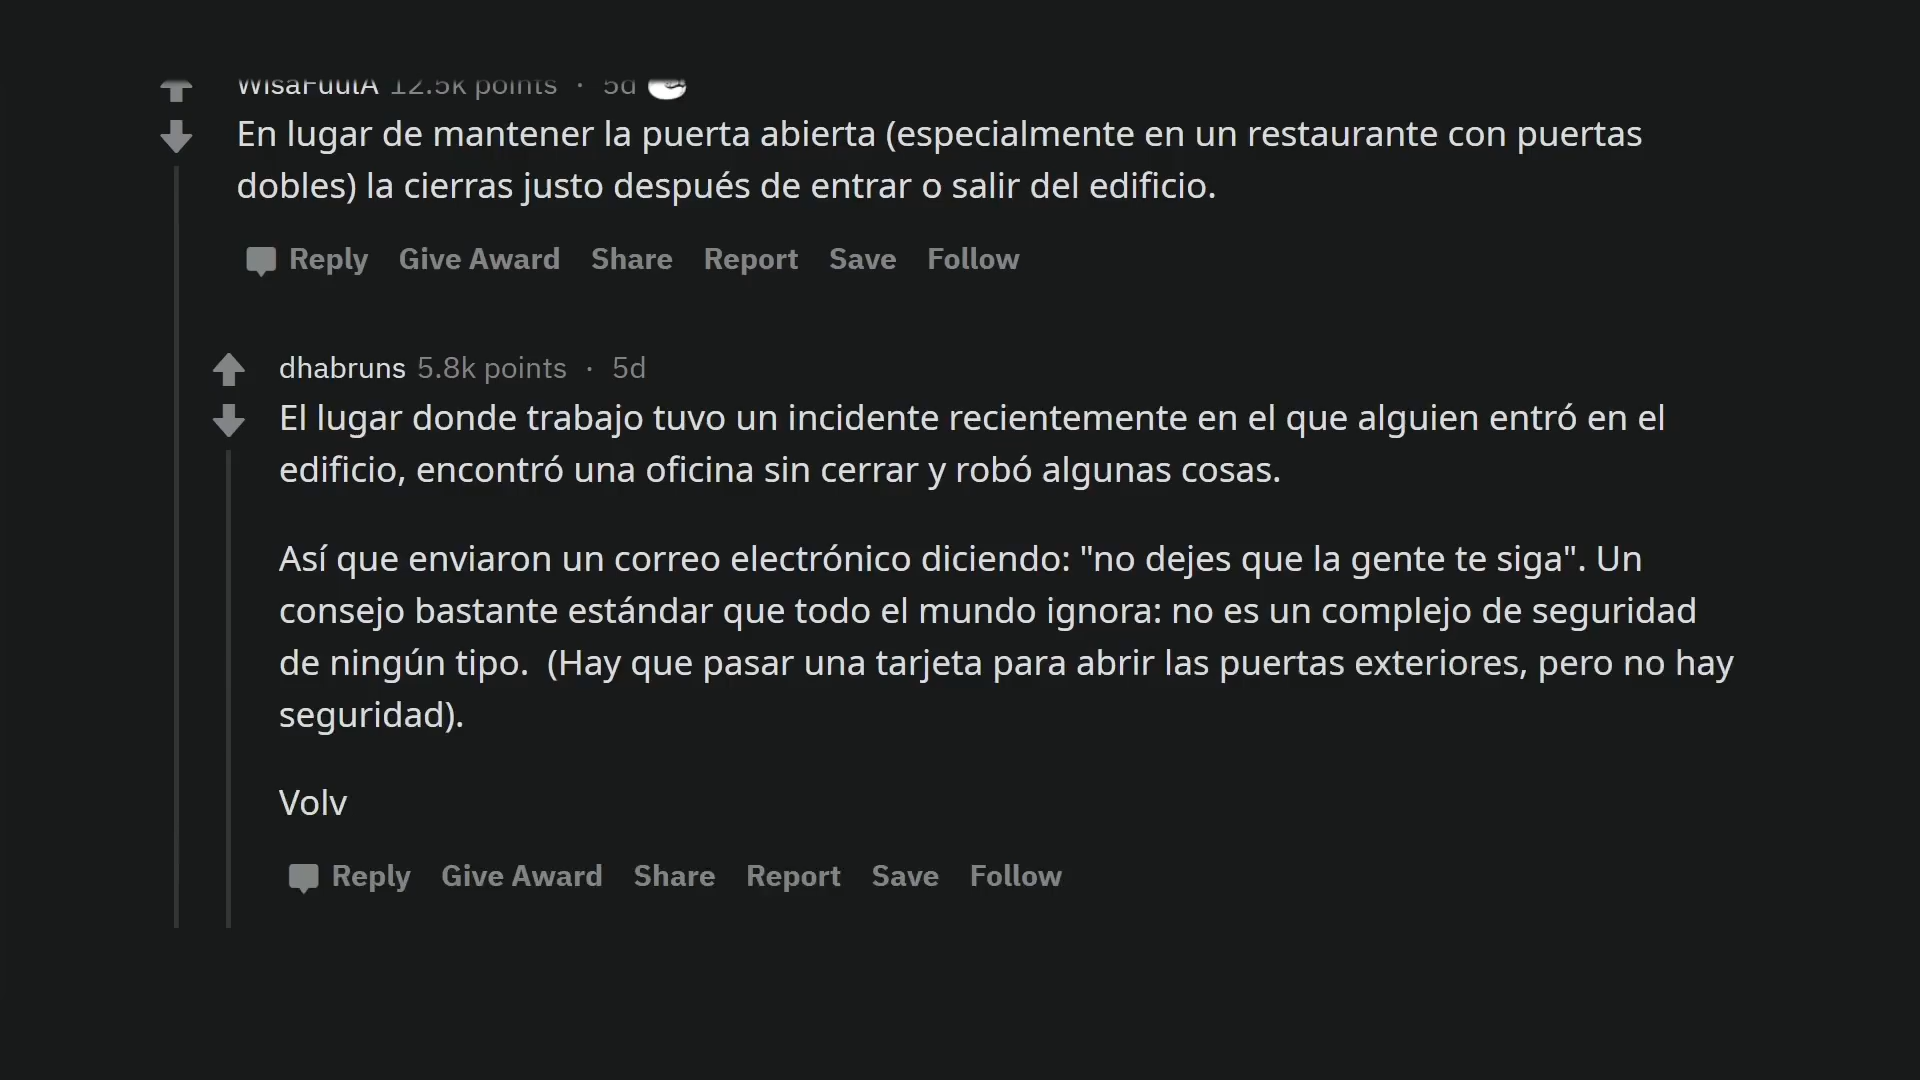 12.5k points · 5d
En lugar de mantener la puerta abierta (especialmente en un restaurante con puertas
dobles) la cierras justo después de entrar o salir del edificio.
Reply Give Award Share Report Save Follow
dhabruns 5.8k points · 5d
El lugar donde trabajo tuvo un incidente recientemente en el que alguien entró en el
edificio, encontró una oficina sin cerrar y robó algunas cosas.
Así que enviaron un correo electrónico diciendo: "no dejes que la gente te siga". Un
consejo bastante estándar que todo el mundo ignora: no es un complejo de seguridad
de ningún tipo.  (Hay que pasar una tarjeta para abrir las puertas exteriores, pero no hay
seguridad).
Volv
Reply Give Award Share Report Save Follow